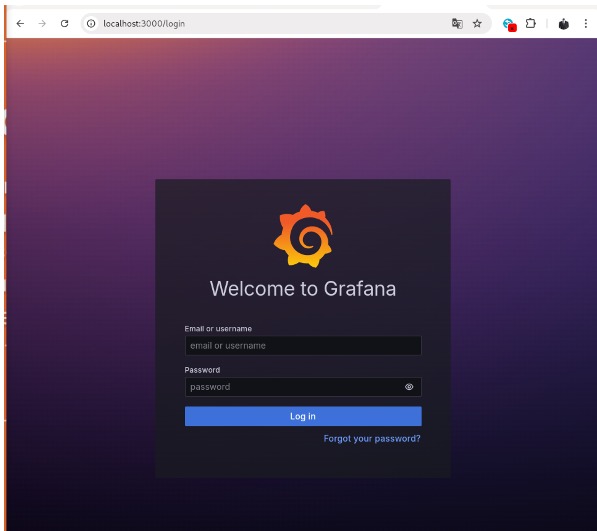 localhost:3000/login
Welcome to Grafana
Email or username
email or username
Password
password
Log in
Forgot your password?